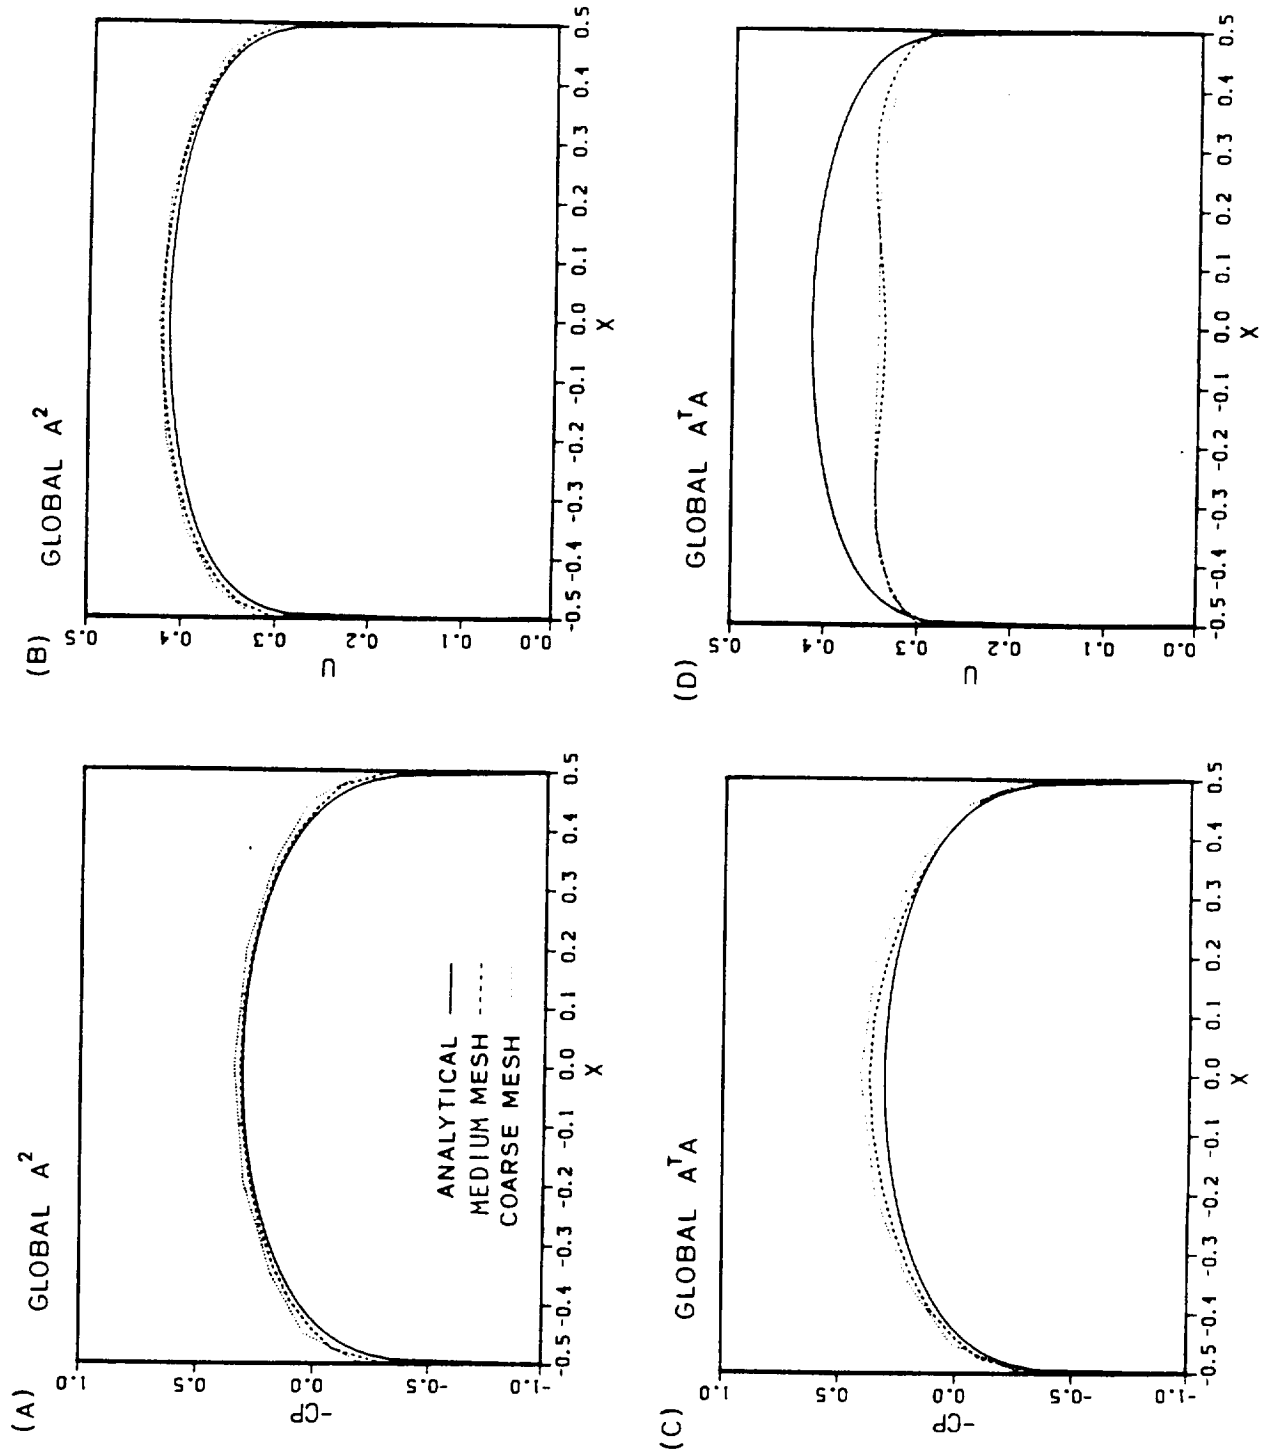 (A)
GLOBAL A²
1.0
0.5
0.0
-0.5
-1.0
-CP
ANALYTICAL
MEDIUM MESH
COARSE MESH
-0.5 -0.4 -0.3 -0.2 -0.1 0.0 0.1 0.2 0.3 0.4 0.5
X
(B)
GLOBAL A²
0.5
0.4
0.3
0.2
0.1
0.0
U
-0.5 -0.4 -0.3 -0.2 -0.1 0.0 0.1 0.2 0.3 0.4 0.5
X
(C)
GLOBAL AᵀA
1.0
0.5
0.0
-0.5
-1.0
-CP
-0.5 -0.4 -0.3 -0.2 -0.1 0.0 0.1 0.2 0.3 0.4 0.5
X
(D)
GLOBAL AᵀA
0.5
0.4
0.3
0.2
0.1
0.0
U
-0.5 -0.4 -0.3 -0.2 -0.1 0.0 0.1 0.2 0.3 0.4 0.5
X